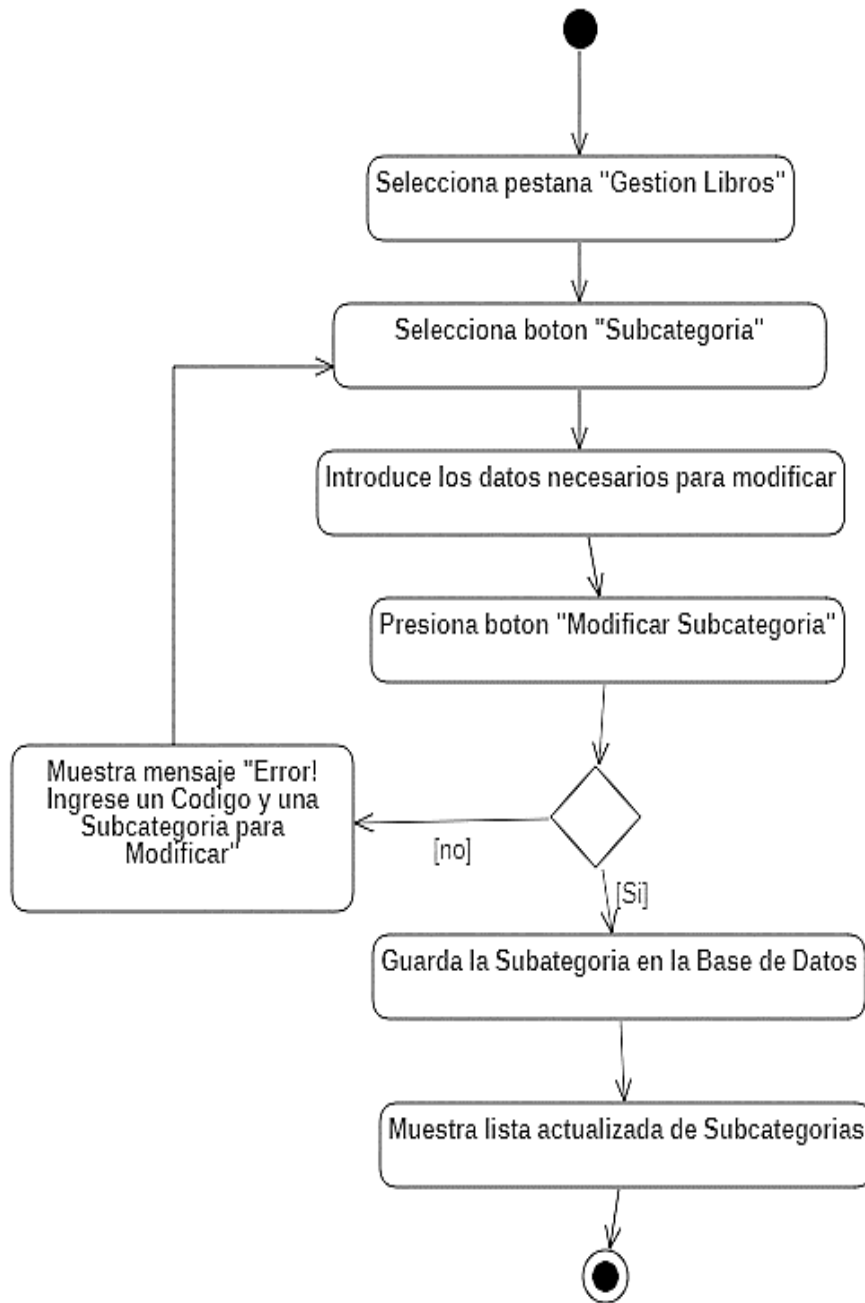 Selecciona pestana "Gestion Libros"
Selecciona boton "Subcategoria"
Introduce los datos necesarios para modificar
Presiona boton "Modificar Subcategoria"
Muestra mensaje "Error!
Ingrese un Codigo y una
Subcategoria para
Modificar"
[no]
[Si]
Guarda la Subategoria en la Base de Datos
Muestra lista actualizada de Subcategorias